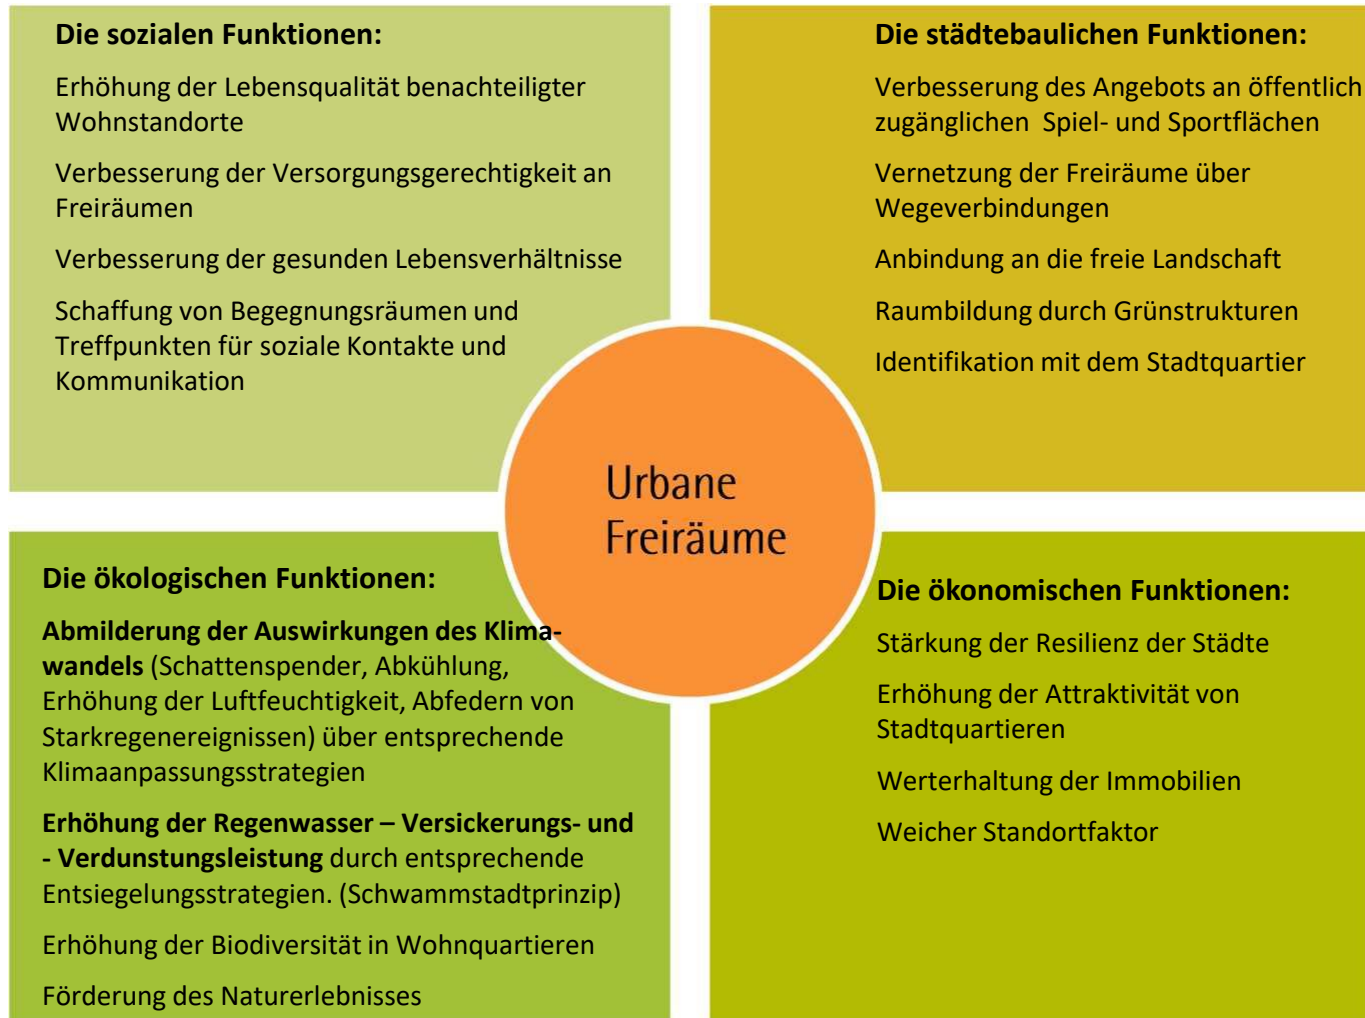 Die sozialen Funktionen:
Erhöhung der Lebensqualität benachteiligter
Wohnstandorte
Verbesserung der Versorgungsgerechtigkeit an
Freiräumen
Verbesserung der gesunden Lebensverhältnisse
Schaffung von Begegnungsräumen und
Treffpunkten für soziale Kontakte und
Kommunikation
Die städtebaulichen Funktionen:
Verbesserung des Angebots an öffentlich
zugänglichen Spiel- und Sportflächen
Vernetzung der Freiräume über
Wegeverbindungen
Anbindung an die freie Landschaft
Raumbildung durch Grünstrukturen
Identifikation mit dem Stadtquartier
Urbane
Freiräume
Die ökologischen Funktionen:
Abmilderung der Auswirkungen des Klima-
wandels (Schattenspender, Abkühlung,
Erhöhung der Luftfeuchtigkeit, Abfedern von
Starkregenereignissen) über entsprechende
Klimaanpassungsstrategien
Erhöhung der Regenwasser – Versickerungs- und
- Verdunstungsleistung durch entsprechende
Entsiegelungsstrategien. (Schwammstadtprinzip)
Erhöhung der Biodiversität in Wohnquartieren
Förderung des Naturerlebnisses
Die ökonomischen Funktionen:
Stärkung der Resilienz der Städte
Erhöhung der Attraktivität von
Stadtquartieren
Werterhaltung der Immobilien
Weicher Standortfaktor